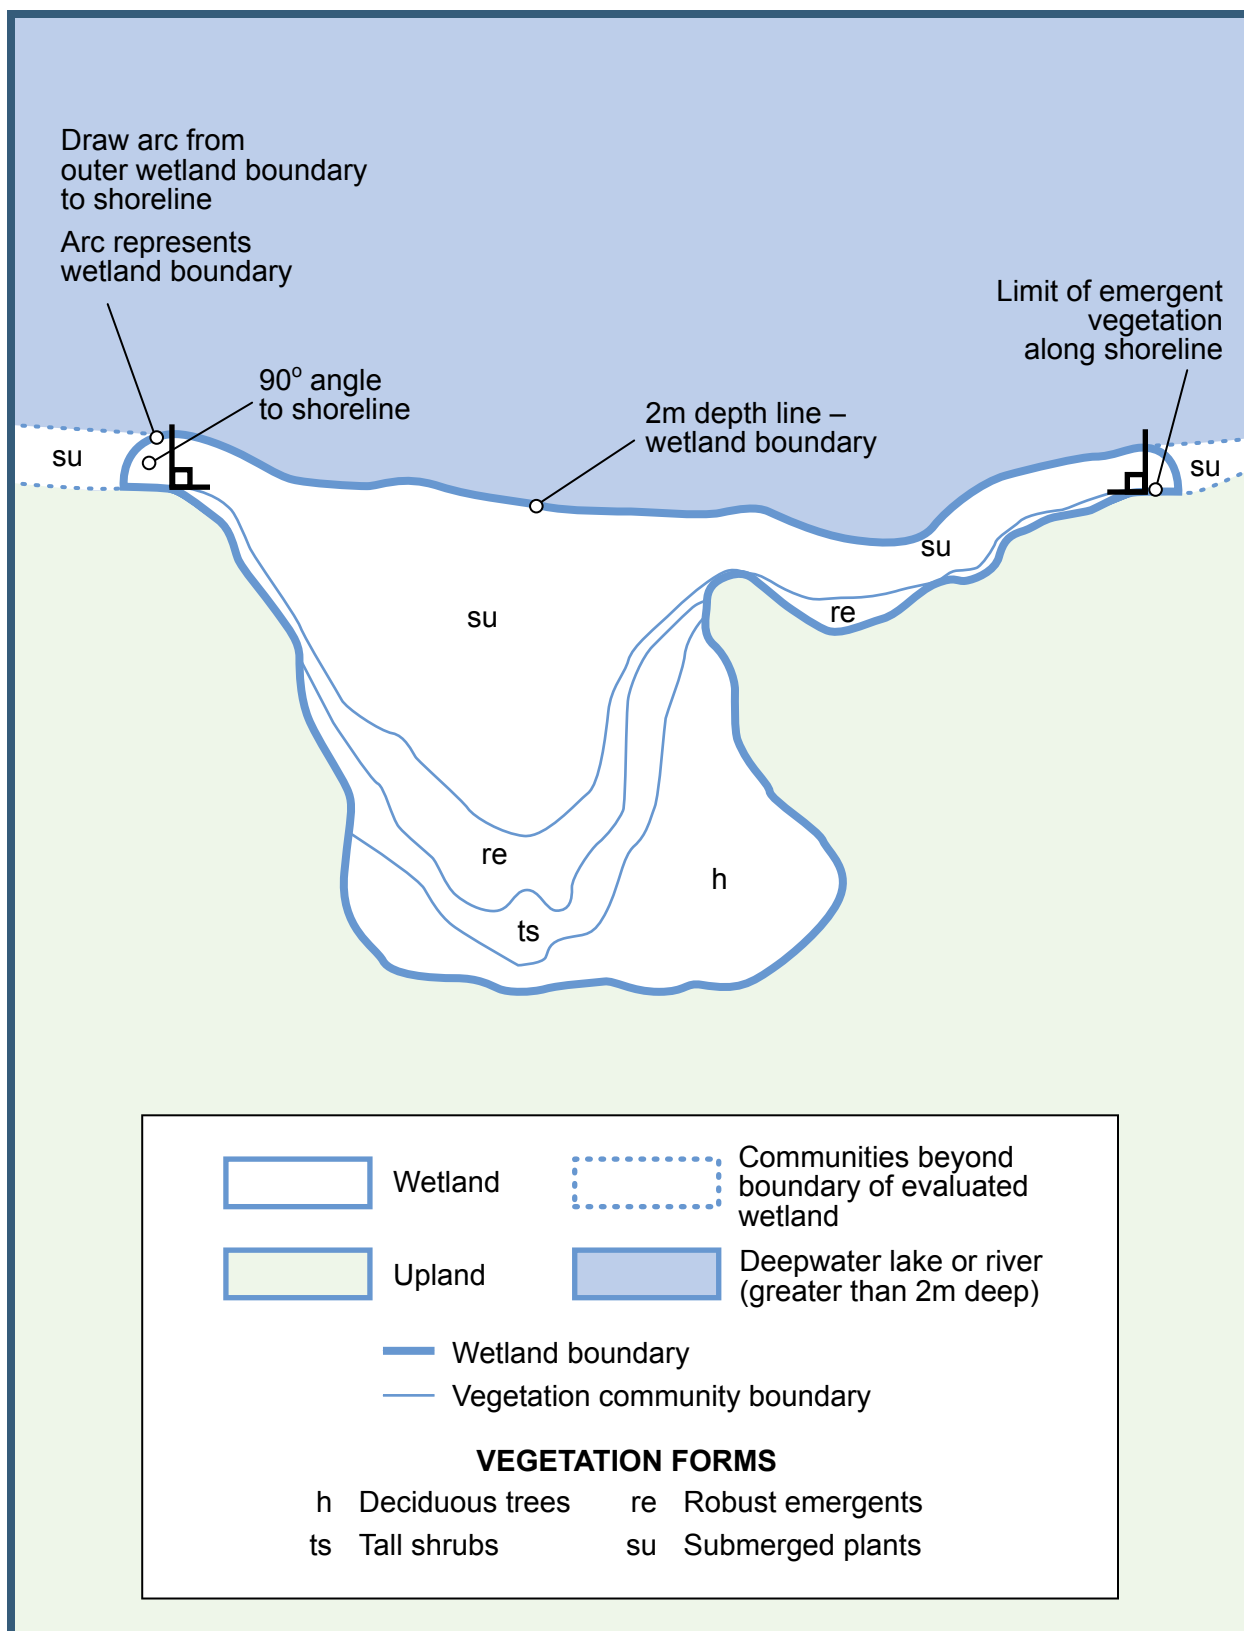 Draw arc from
outer wetland boundary
to shoreline
Arc represents
wetland boundary
Limit of emergent
vegetation
along shoreline
90° angle
to shoreline
2m depth line –
wetland boundary
su
su
su
su
re
re
h
ts
Wetland
Communities beyond
boundary of evaluated
wetland
Upland
Deepwater lake or river
(greater than 2m deep)
Wetland boundary
Vegetation community boundary
VEGETATION FORMS
h Deciduous trees re Robust emergents
ts Tall shrubs su Submerged plants